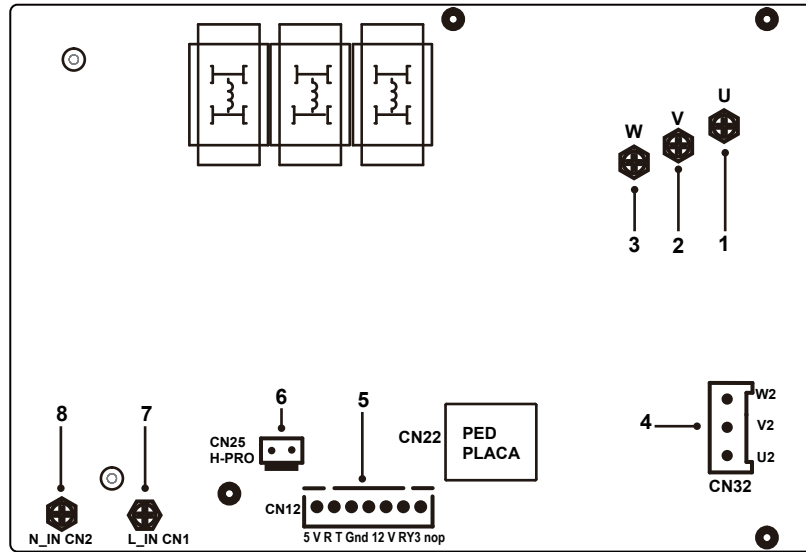 U
V
W
3
2
1
8
7
6
5
4
CN25
H-PRO
CN22
PED
PLACA
W2
V2
U2
CN32
CN12
N_IN CN2
L_IN CN1
5 V R T Gnd 12 V RY3 nop